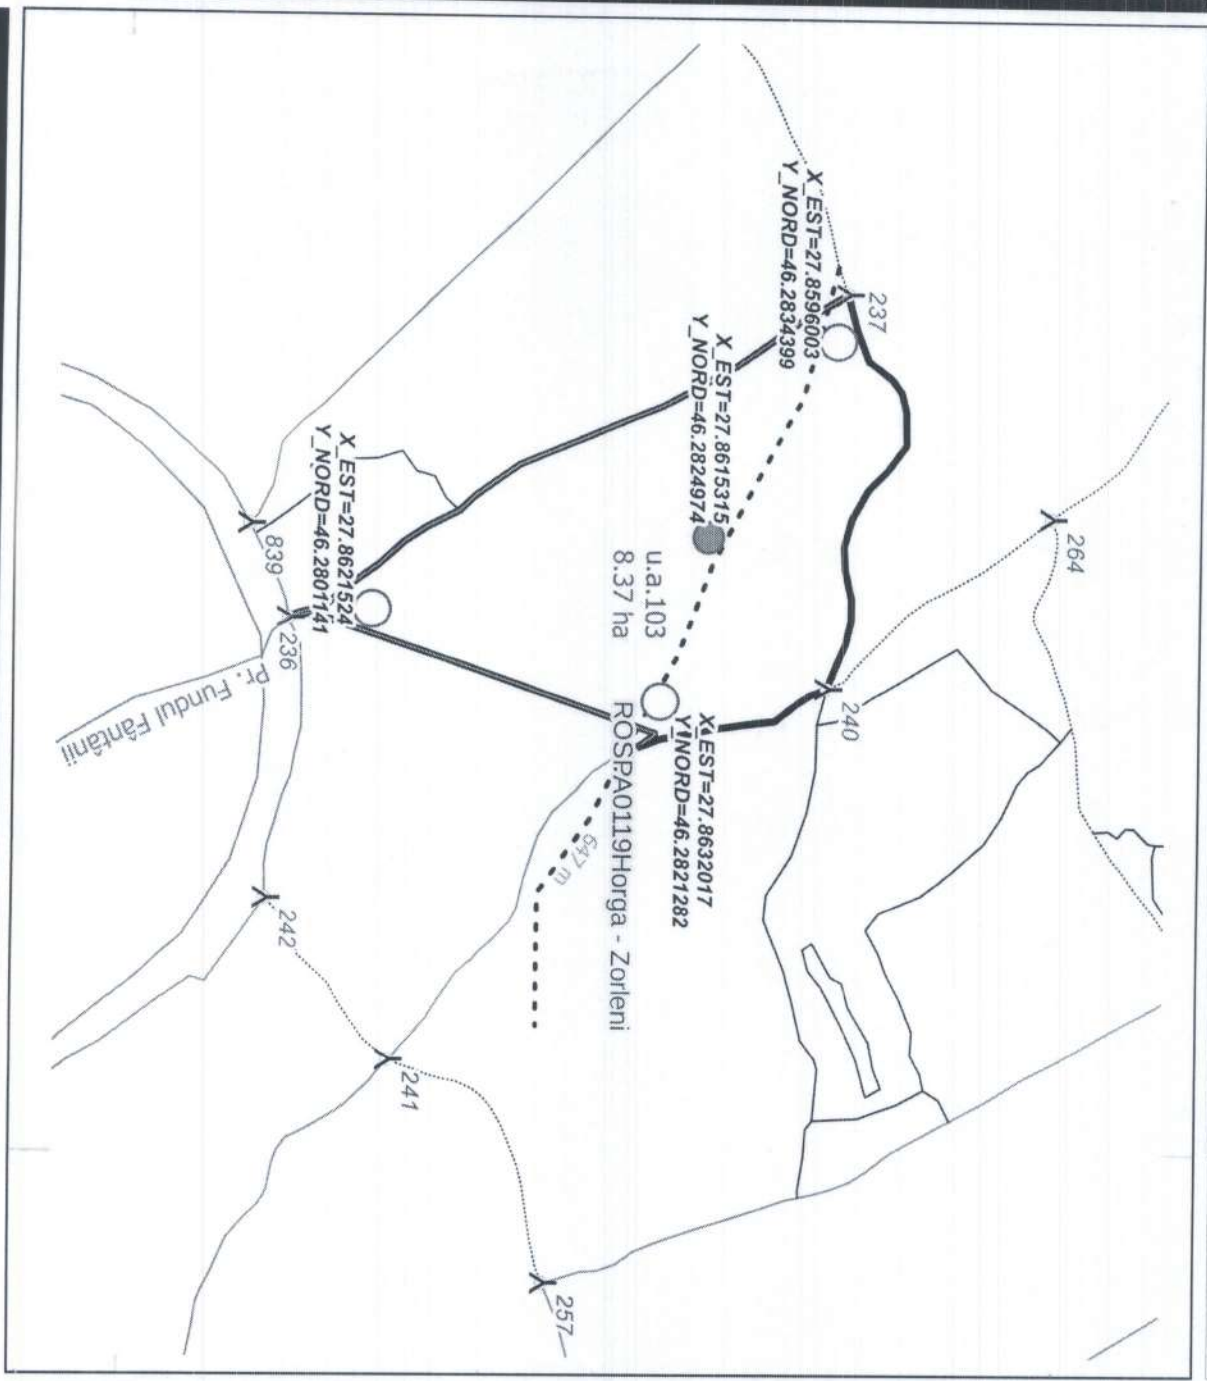 264
237
X_EST=27.8596003
Y_NORD=46.2834399
240
X_EST=27.8615315
Y_NORD=46.2824974
X_EST=27.8632017
Y_NORD=46.2821282
u.a.103
8.37 ha
ROSPA0119Horga - Zorleni
647 m
257
241
X_EST=27.8621524
Y_NORD=46.2801141
839
236
242
Pr. Fundul Fântânii